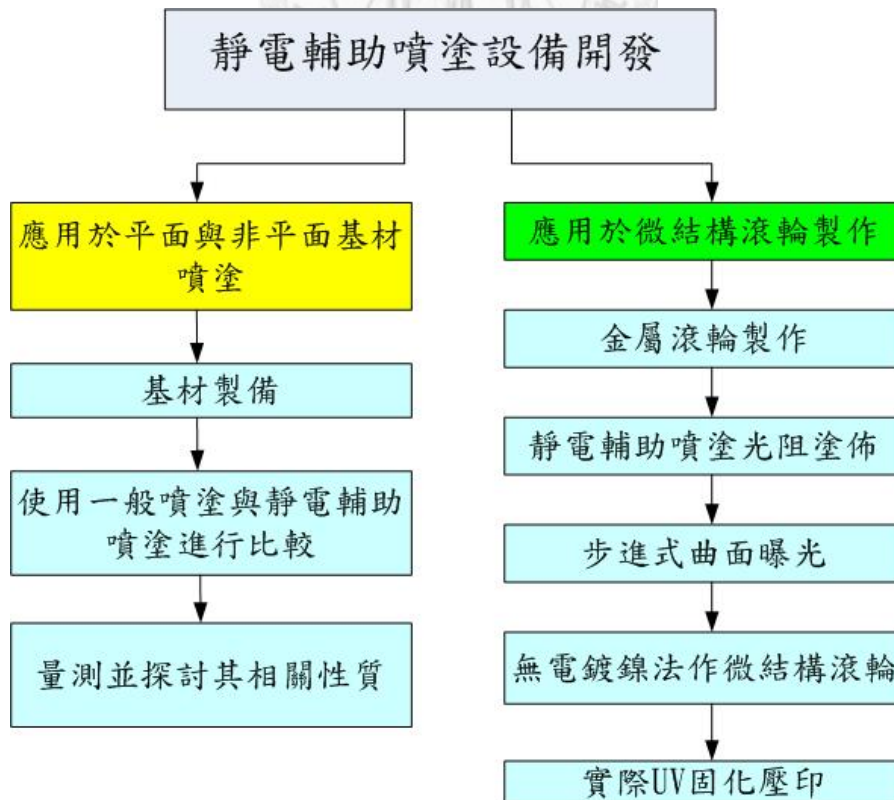 靜電輔助噴塗設備開發
應用於平面與非平面基材
噴塗
基材製備
使用一般噴塗與靜電輔助
噴塗進行比較
量測並探討其相關性質
應用於微結構滾輪製作
金屬滾輪製作
靜電輔助噴塗光阻塗佈
步進式曲面曝光
無電鍍鎳法作微結構滾輪
實際UV固化壓印